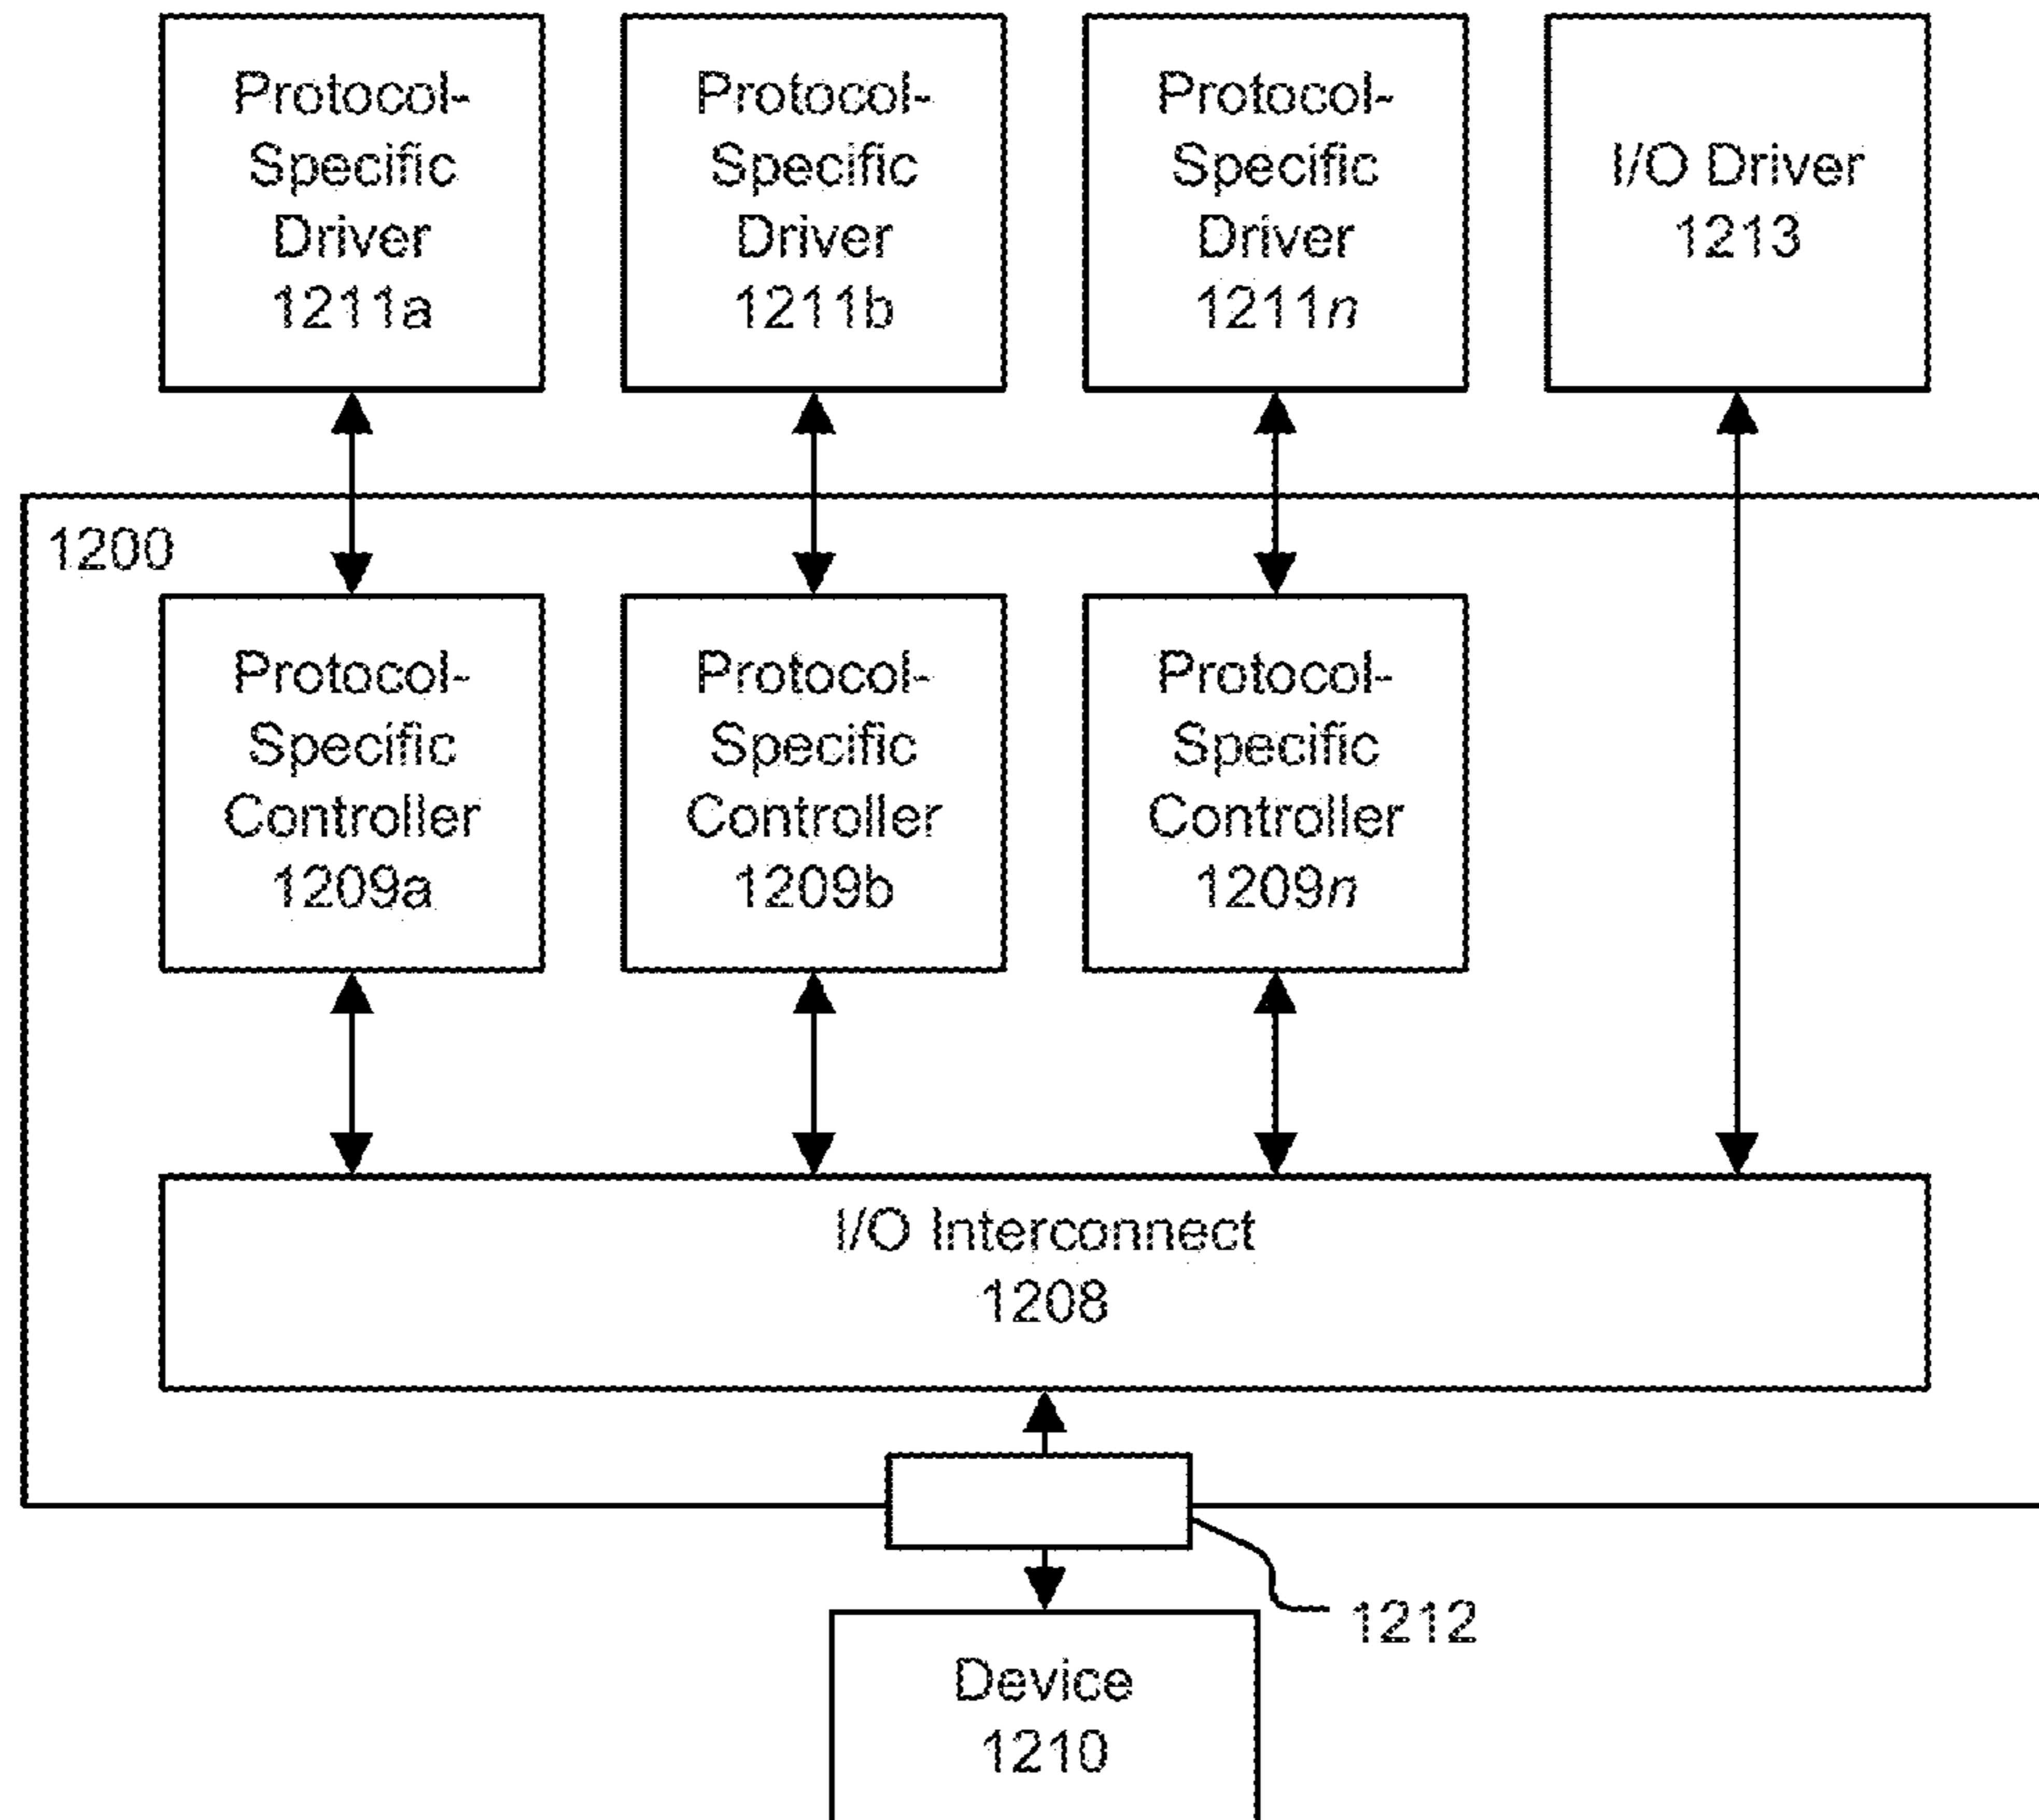 Protocol-
Specific
Driver
1211a
Protocol-
Specific
Driver
1211b
Protocol-
Specific
Driver
1211n
I/O Driver
1213
1200
Protocol-
Specific
Controller
1209a
Protocol-
Specific
Controller
1209b
Protocol-
Specific
Controller
1209n
I/O Interconnect
1208
1212
Device
1210